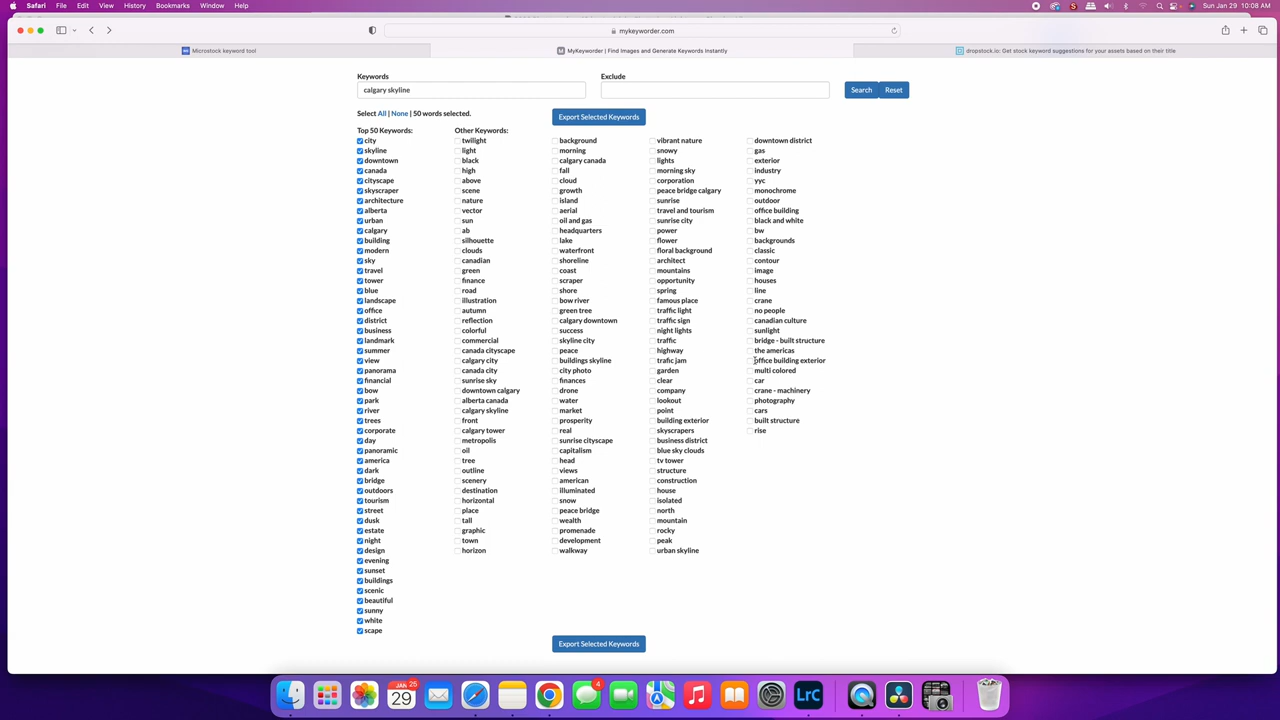 Safari File Edit View History Bookmarks Window Help
Sun Jan 29 10:08 AM
mykeyworder.com
Microstock keyword tool
MyKeyworder | Find Images and Generate Keywords Instantly
dropstock.io: Get stock keyword suggestions for your assets based on their title
Keywords
Exclude
calgary skyline
Search
Reset
Select All | None | 50 words selected.
Export Selected Keywords
Top 50 Keywords:
city
skyline
downtown
canada
cityscape
skyscraper
architecture
alberta
urban
calgary
building
modern
sky
travel
tower
blue
landscape
office
district
business
landmark
summer
view
panorama
financial
bow
park
river
trees
corporate
day
panoramic
america
dark
bridge
outdoors
tourism
street
dusk
estate
night
design
evening
sunset
buildings
scenic
beautiful
sunny
white
scape
Other Keywords:
twilight
light
black
high
above
scene
nature
vector
sun
ab
silhouette
clouds
canadian
green
finance
road
illustration
autumn
reflection
colorful
commercial
canada cityscape
calgary city
canada city
sunrise sky
downtown calgary
alberta canada
calgary skyline
front
calgary tower
metropolis
oil
tree
outline
scenery
destination
horizontal
place
tall
graphic
town
horizon
background
morning
calgary canada
fall
cloud
growth
island
aerial
oil and gas
headquarters
lake
waterfront
shoreline
coast
scraper
shore
bow river
green tree
calgary downtown
success
skyline city
peace
buildings skyline
city photo
finances
drone
water
market
prosperity
real
sunrise cityscape
capitalism
head
views
american
illuminated
snow
peace bridge
wealth
promenade
development
walkway
vibrant nature
snowy
lights
morning sky
corporation
peace bridge calgary
sunrise
travel and tourism
sunrise city
power
flower
floral background
architect
mountains
opportunity
spring
famous place
traffic light
traffic sign
night lights
traffic
highway
trafic jam
garden
clear
company
lookout
point
building exterior
skyscrapers
business district
blue sky clouds
tv tower
structure
construction
house
isolated
north
mountain
rocky
peak
urban skyline
downtown district
gas
exterior
industry
yyc
monochrome
outdoor
office building
black and white
bw
backgrounds
classic
contour
image
houses
line
crane
no people
canadian culture
sunlight
bridge - built structure
the americas
office building exterior
multi colored
car
crane - machinery
photography
cars
built structure
rise
Export Selected Keywords
JAN 25
29
4
LrC